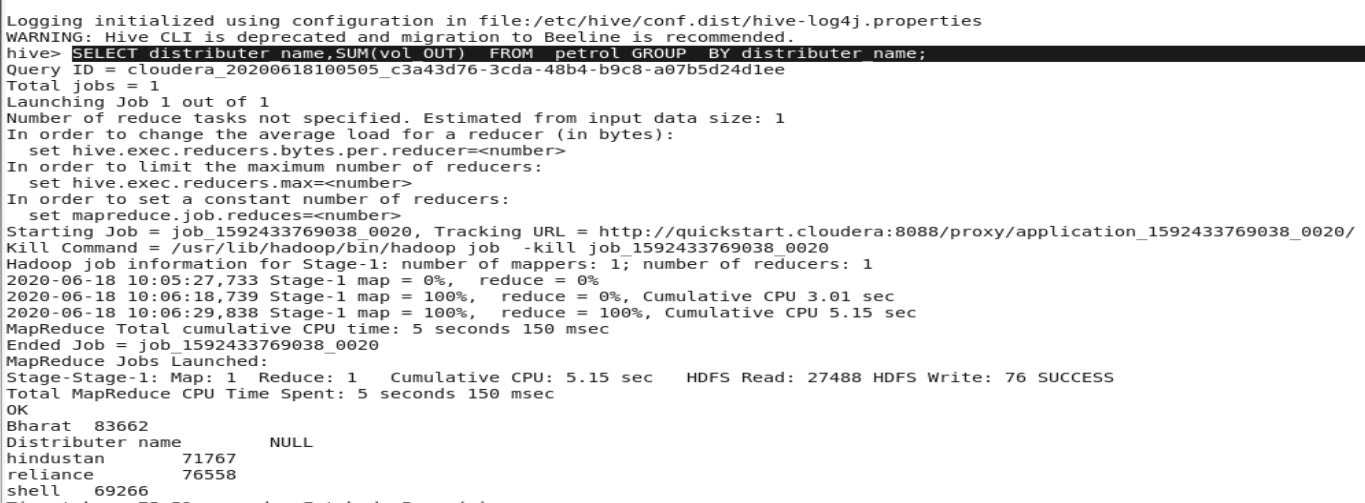 Logging initialized using configuration in file:/etc/hive/conf.dist/hive-log4j.properties
WARNING: Hive CLI is deprecated and migration to Beeline is recommended.
hive> SELECT distributer_name,SUM(vol_OUT)  FROM  petrol GROUP  BY distributer_name;
Query ID = cloudera_20200618100505_c3a43d76-3cda-48b4-b9c8-a07b5d24d1ee
Total jobs = 1
Launching Job 1 out of 1
Number of reduce tasks not specified. Estimated from input data size: 1
In order to change the average load for a reducer (in bytes):
  set hive.exec.reducers.bytes.per.reducer=<number>
In order to limit the maximum number of reducers:
  set hive.exec.reducers.max=<number>
In order to set a constant number of reducers:
  set mapreduce.job.reduces=<number>
Starting Job = job_1592433769038_0020, Tracking URL = http://quickstart.cloudera:8088/proxy/application_1592433769038_0020/
Kill Command = /usr/lib/hadoop/bin/hadoop job  -kill job_1592433769038_0020
Hadoop job information for Stage-1: number of mappers: 1; number of reducers: 1
2020-06-18 10:05:27,733 Stage-1 map = 0%,  reduce = 0%
2020-06-18 10:06:18,739 Stage-1 map = 100%,  reduce = 0%, Cumulative CPU 3.01 sec
2020-06-18 10:06:29,838 Stage-1 map = 100%,  reduce = 100%, Cumulative CPU 5.15 sec
MapReduce Total cumulative CPU time: 5 seconds 150 msec
Ended Job = job_1592433769038_0020
MapReduce Jobs Launched:
Stage-Stage-1: Map: 1  Reduce: 1   Cumulative CPU: 5.15 sec   HDFS Read: 27488 HDFS Write: 76 SUCCESS
Total MapReduce CPU Time Spent: 5 seconds 150 msec
OK
Bharat  83662
Distributer name        NULL
hindustan       71767
reliance        76558
shell   69266